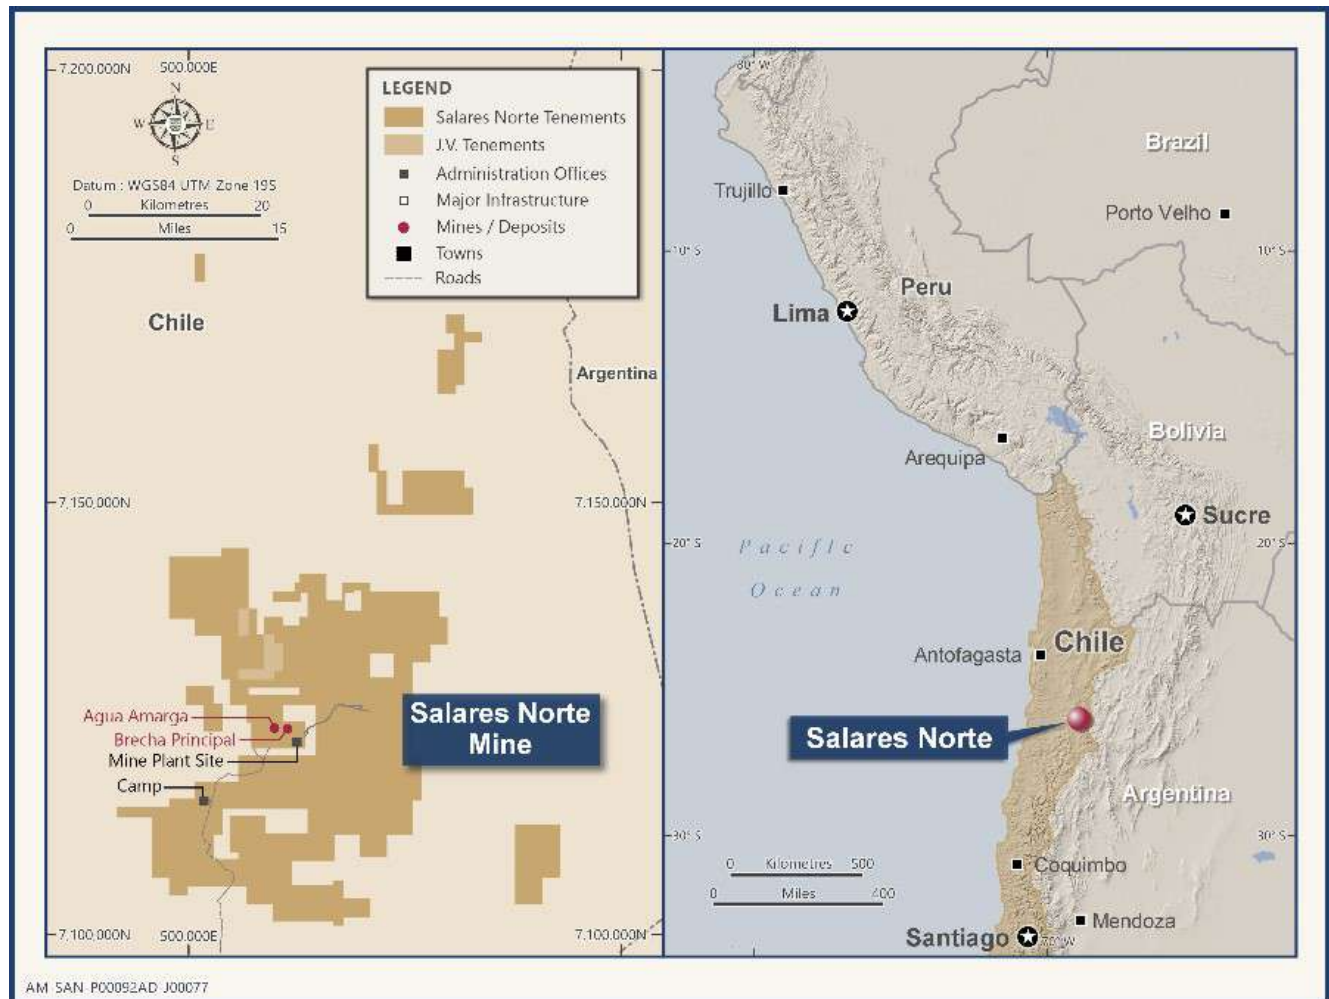 7,200,000N
500,000E
N
W
E
S
Datum : WGS84 UTM Zone 19S
0 Kilometres 20
0 Miles 15
LEGEND
Salares Norte Tenements
J.V. Tenements
Administration Offices
Major Infrastructure
Mines / Deposits
Towns
Roads
Chile
Argentina
7,150,000N
7,150,000N
Agua Amarga
Brecha Principal
Mine Plant Site
Camp
Salares Norte
Mine
7,100,000N
500,000E
7,100,000N
80° W
Brazil
Trujillo
Porto Velho
10° S
10° S
Peru
Lima
Bolivia
Arequipa
Sucre
20° S
20° S
Pacific
Ocean
Antofagasta
Chile
Salares Norte
Argentina
30° S
30° S
0 Kilometres 500
0 Miles 400
Coquimbo
Mendoza
Santiago
70° W
AM-SAN-P00092AD-J00077